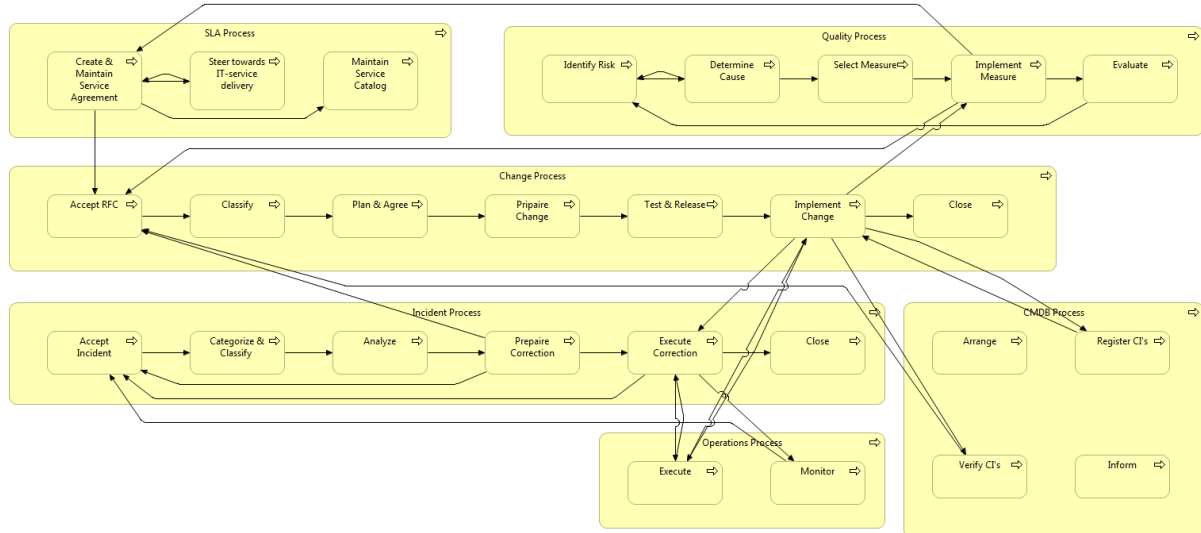 SLA Process
Create &
Maintain
Service
Agreement
Steer towards
IT-service
delivery
Maintain
Service
Catalog
Quality Process
Identify Risk
Determine
Cause
Select Measure
Implement
Measure
Evaluate
Change Process
Accept RFC
Classify
Plan & Agree
Pripaire
Change
Test & Release
Implement
Change
Close
Incident Process
Accept
Incident
Categorize &
Classify
Analyze
Prepaire
Correction
Execute
Correction
Close
CMDB Process
Arrange
Register CI's
Verify CI's
Inform
Operations Process
Execute
Monitor